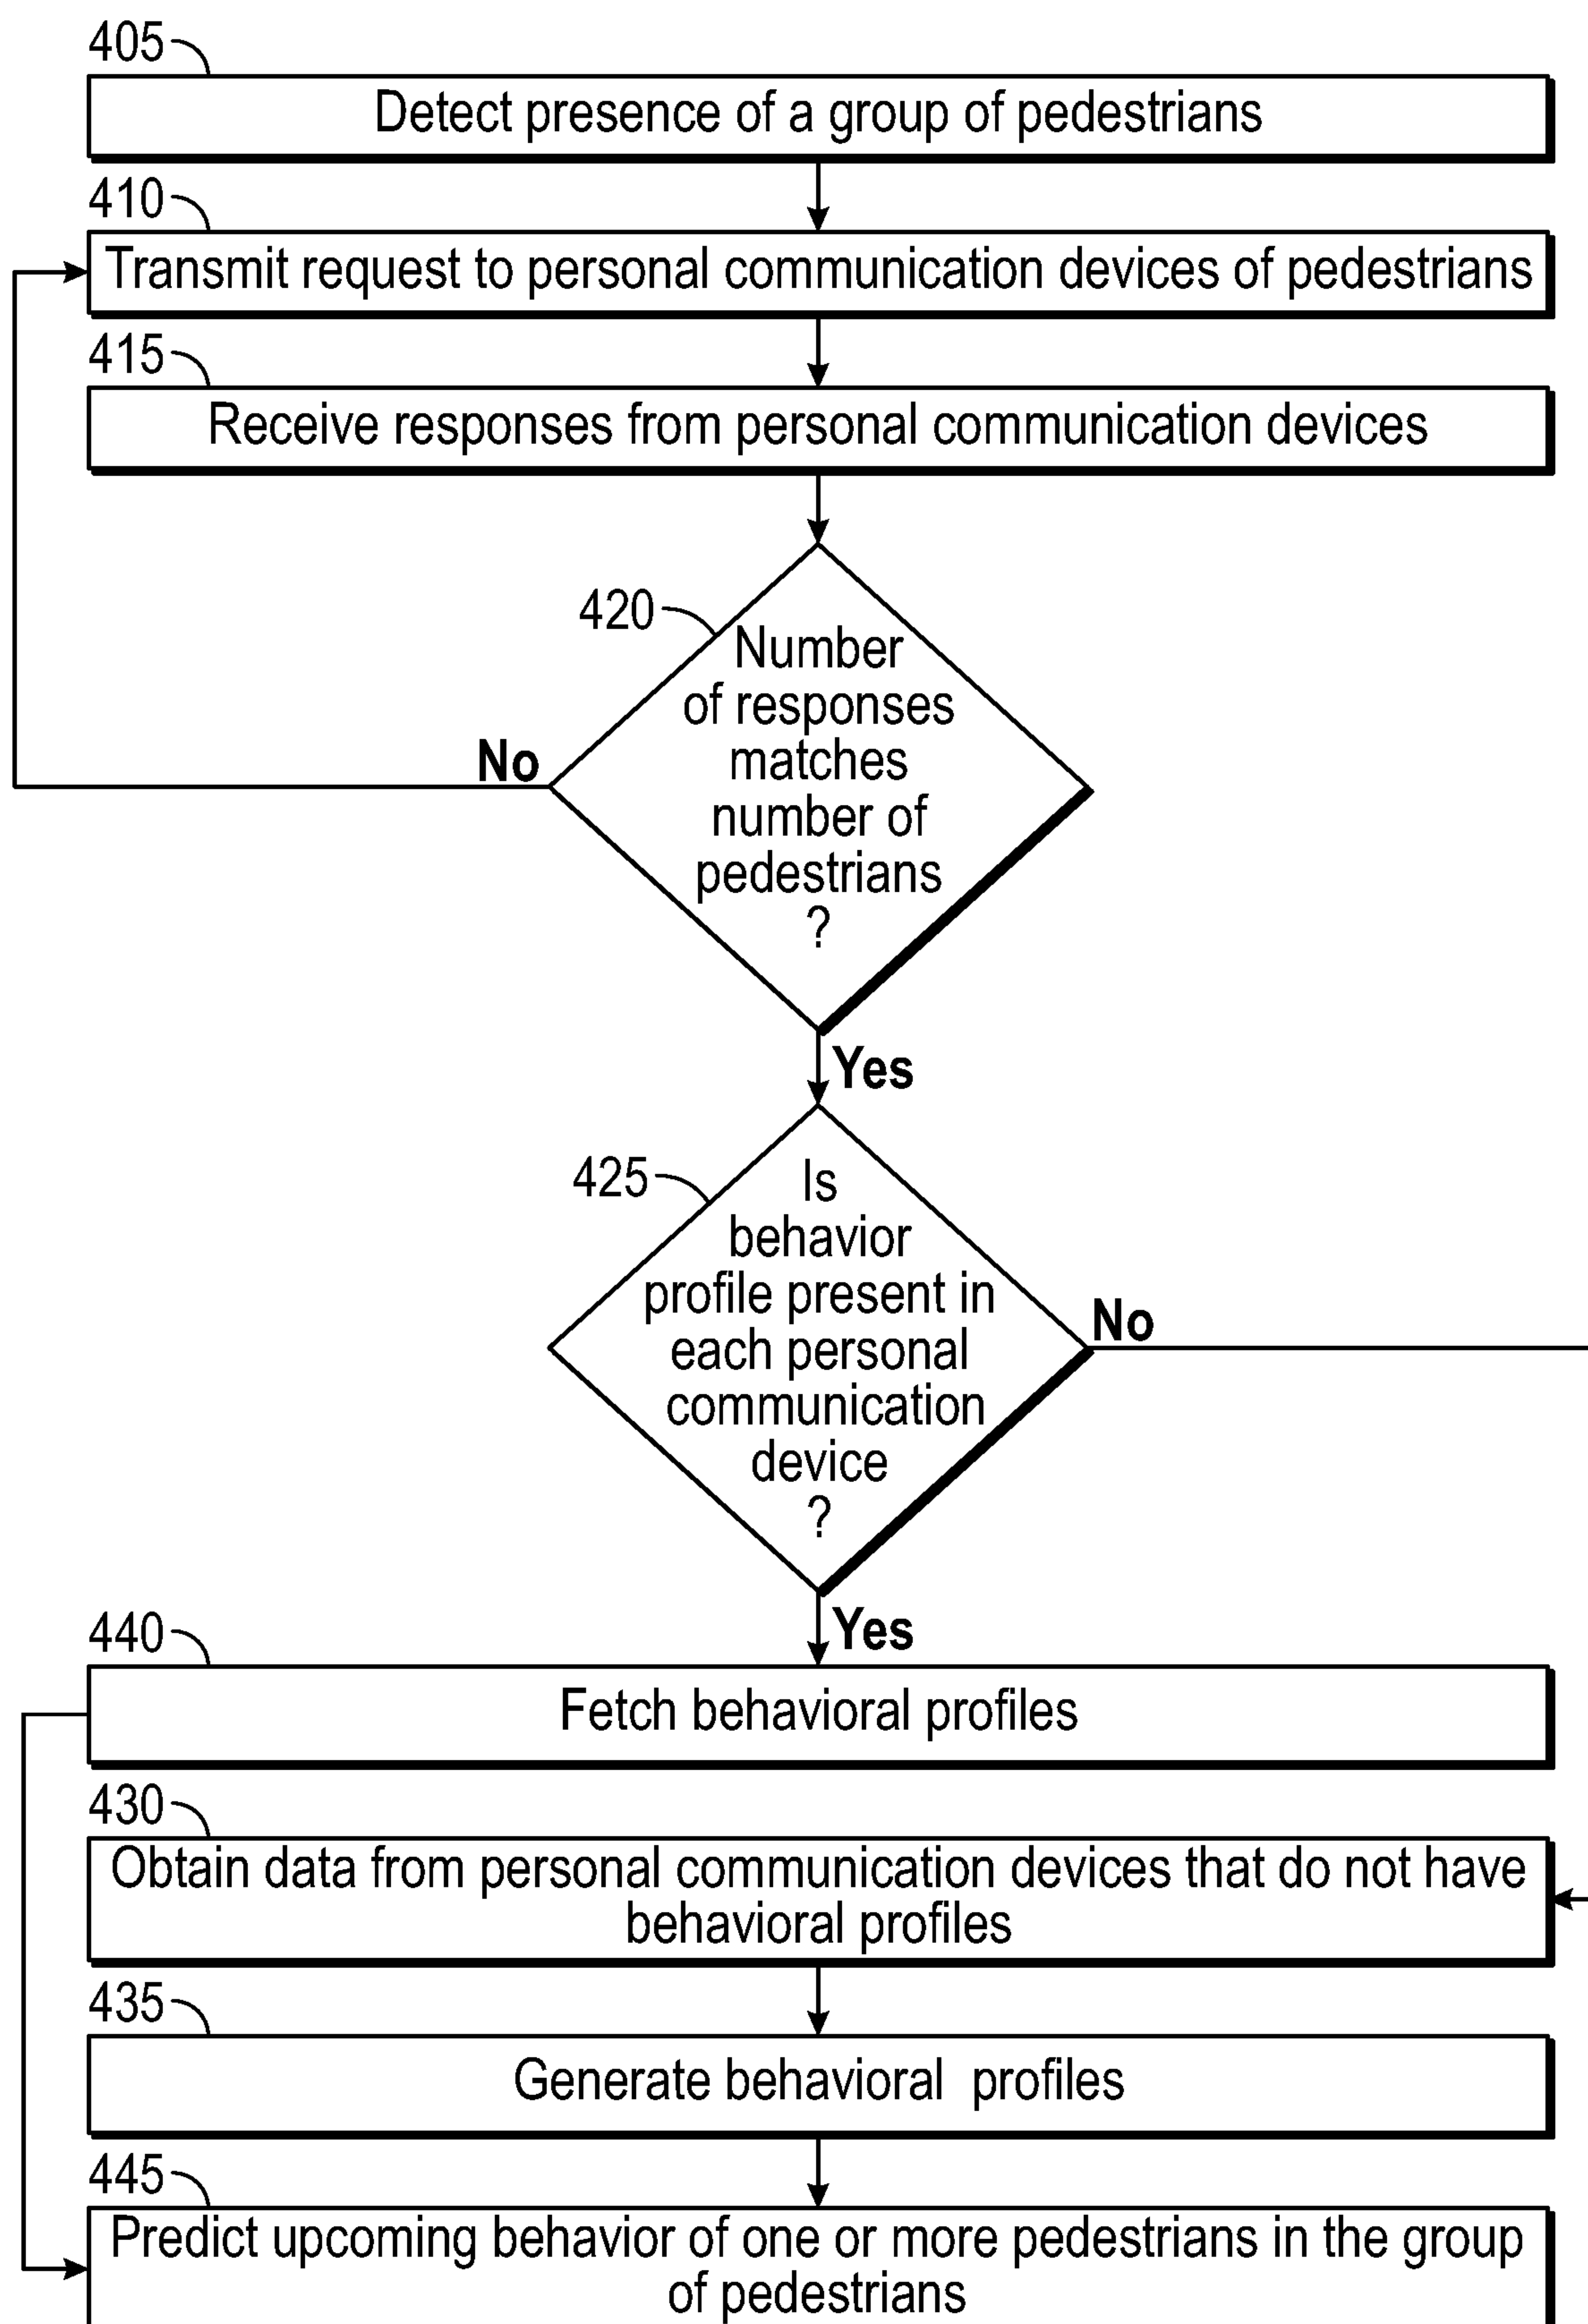 405
Detect presence of a group of pedestrians
410
Transmit request to personal communication devices of pedestrians
415
Receive responses from personal communication devices
420
Number
of responses
matches
number of
pedestrians
?
No
Yes
425
Is
behavior
profile present in
each personal
communication
device
?
No
Yes
440
Fetch behavioral profiles
430
Obtain data from personal communication devices that do not have
behavioral profiles
435
Generate behavioral profiles
445
Predict upcoming behavior of one or more pedestrians in the group
of pedestrians